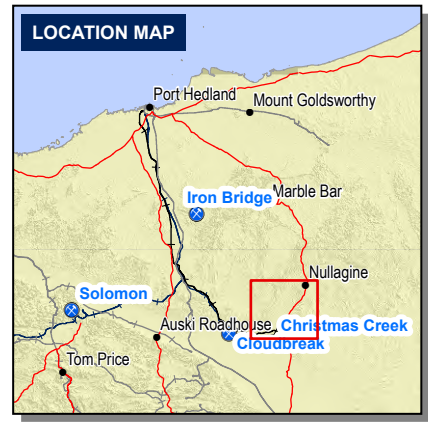 LOCATION MAP
Port Hedland
Mount Goldsworthy
Marble Bar
Iron Bridge
Nullagine
Solomon
Auski Roadhouse
Christmas Creek
Cloudbreak
Tom Price